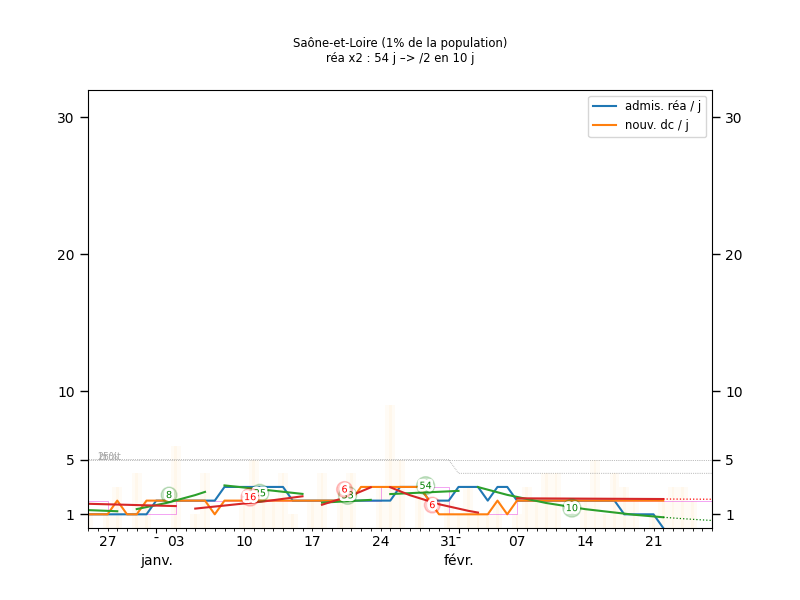 Saône-et-Loire (1% de la population)
réa x2 : 54 j –> /2 en 10 j
admis. réa / j
nouv. dc / j
30 30
20 20
10 10
5 5
1 1
8 16 6 54 6 10
27 03 10 17 24 31 07 14 21
janv. févr.